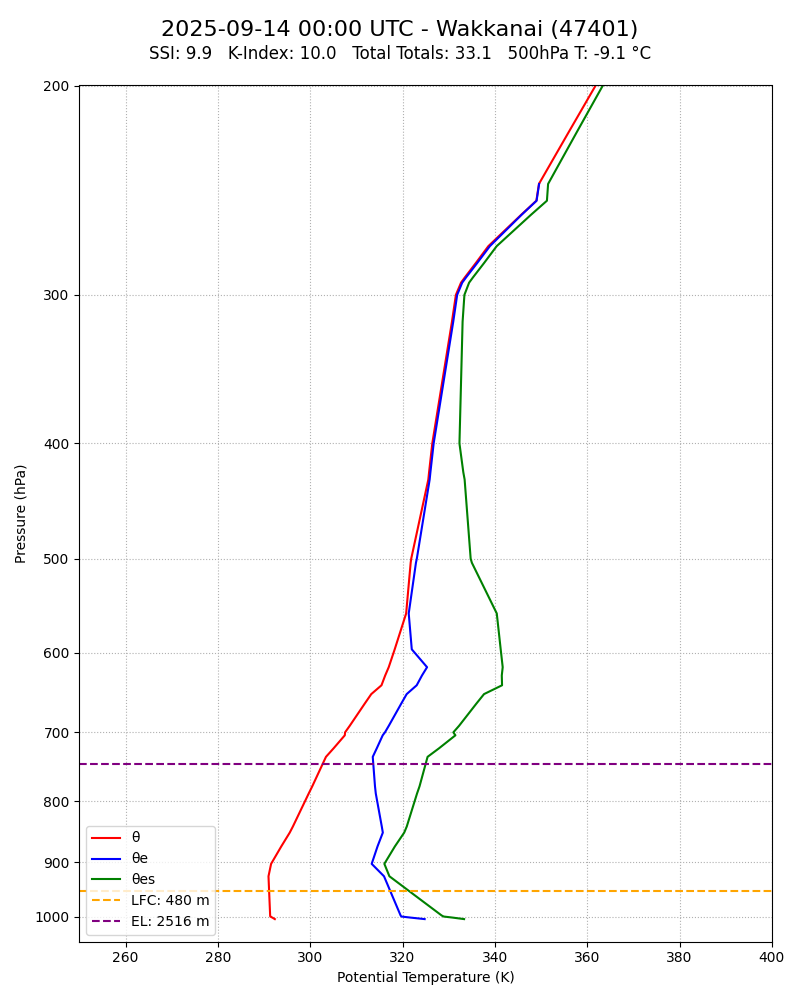 2025-09-14 00:00 UTC - Wakkanai (47401)
SSI: 9.9   K-Index: 10.0   Total Totals: 33.1   500hPa T: -9.1 °C
200
300
400
500
600
700
800
900
1000
Pressure (hPa)
θ
θe
θes
LFC: 480 m
EL: 2516 m
260
280
300
320
340
360
380
400
Potential Temperature (K)